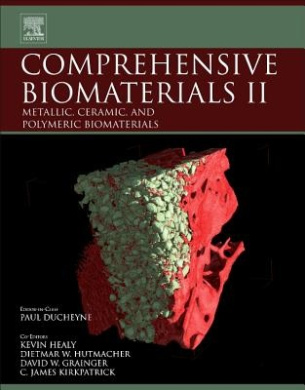 ELSEVIER
COMPREHENSIVE
BIOMATERIALS II
METALLIC, CERAMIC, AND
POLYMERIC BIOMATERIALS
EDITOR-IN-CHIEF
PAUL DUCHEYNE
CO EDITORS
KEVIN HEALY
DIETMAR W. HUTMACHER
DAVID W. GRAINGER
C. JAMES KIRKPATRICK